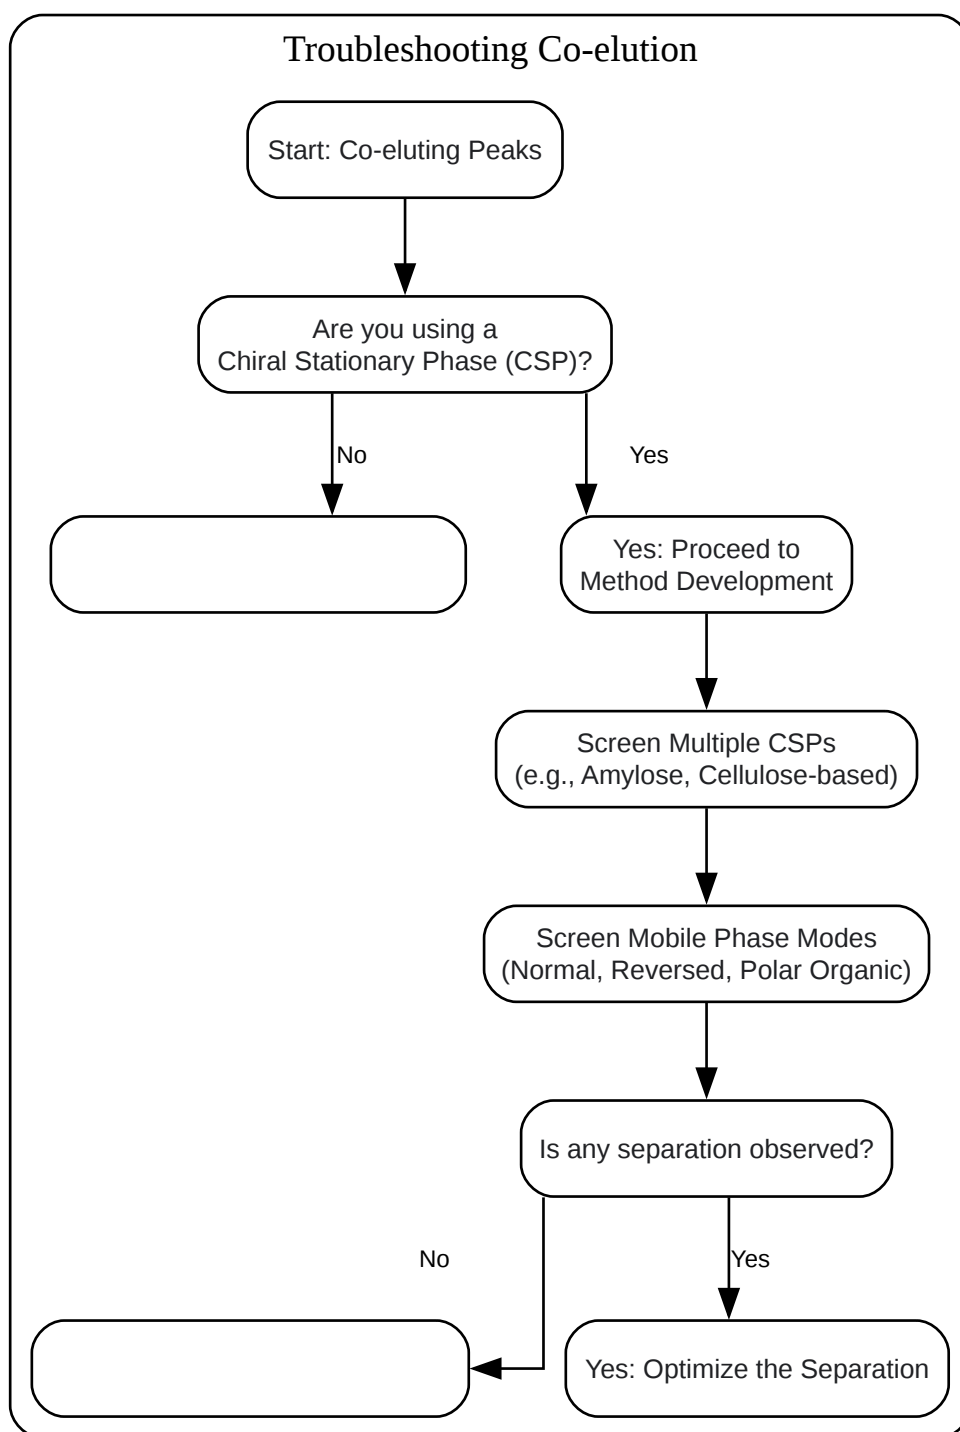 Troubleshooting Co-elution
Start: Co-eluting Peaks
Are you using a
Chiral Stationary Phase (CSP)?
No
Yes
Yes: Proceed to
Method Development
Screen Multiple CSPs
(e.g., Amylose, Cellulose-based)
Screen Mobile Phase Modes
(Normal, Reversed, Polar Organic)
Is any separation observed?
No
Yes
Yes: Optimize the Separation